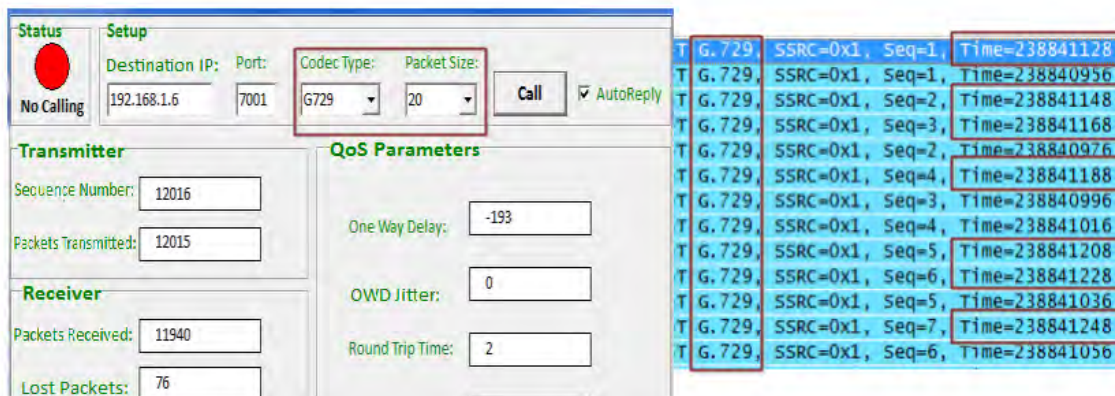 Status
Setup
Destination IP: Port: Codec Type: Packet Size:
192.168.1.6 7001 G729 20 Call AutoReply
No Calling
Transmitter
Sequence Number: 12016
Packets Transmitted: 12015
Receiver
Packets Received: 11940
Lost Packets: 76
QoS Parameters
One Way Delay: -193
OWD Jitter: 0
Round Trip Time: 2
T G.729, SSRC=0x1, Seq=1, Time=238841128
T G.729, SSRC=0x1, Seq=1, Time=238840956
T G.729, SSRC=0x1, Seq=2, Time=238841148
T G.729, SSRC=0x1, Seq=3, Time=238841168
T G.729, SSRC=0x1, Seq=2, Time=238840976
T G.729, SSRC=0x1, Seq=4, Time=238841188
T G.729, SSRC=0x1, Seq=3, Time=238840996
T G.729, SSRC=0x1, Seq=4, Time=238841016
T G.729, SSRC=0x1, Seq=5, Time=238841208
T G.729, SSRC=0x1, Seq=6, Time=238841228
T G.729, SSRC=0x1, Seq=5, Time=238841036
T G.729, SSRC=0x1, Seq=7, Time=238841248
T G.729, SSRC=0x1, Seq=6, Time=238841056